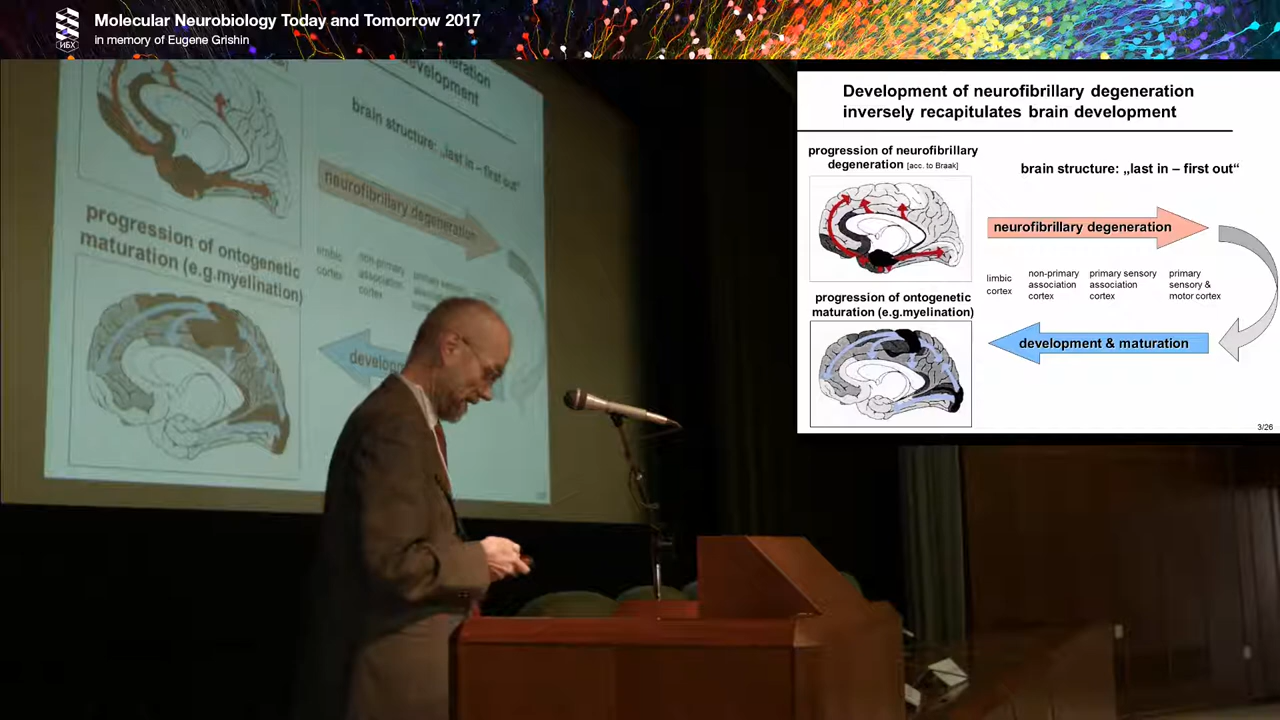 ИБХ
Molecular Neurobiology Today and Tomorrow 2017
in memory of Eugene Grishin
development
brain structure: „last in – first out“
neurofibrillary degeneration
progression of ontogenetic
maturation (e.g.myelination)
limbic
cortex
non-primary
association
cortex
primary sensory
develop
Development of neurofibrillary degeneration
inversely recapitulates brain development
progression of neurofibrillary
degeneration [acc. to Braak]
brain structure: „last in – first out“
neurofibrillary degeneration
limbic
cortex
non-primary
association
cortex
primary sensory
association
cortex
primary
sensory &
motor cortex
progression of ontogenetic
maturation (e.g.myelination)
development & maturation
3/26